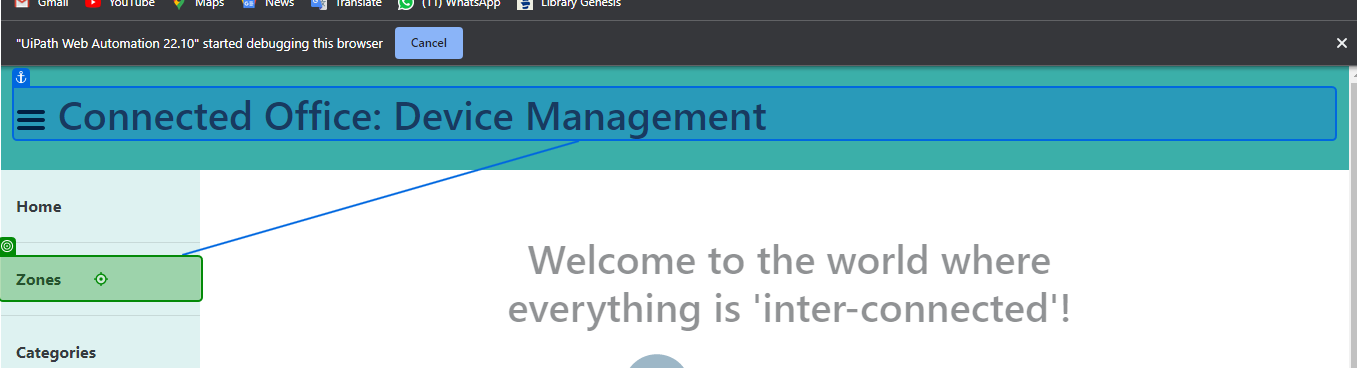 Gmail YouTube Maps News Translate (11) WhatsApp Library Genesis
"UiPath Web Automation 22.10" started debugging this browser Cancel
Connected Office: Device Management
Home
Zones
Categories
Welcome to the world where
everything is 'inter-connected'!